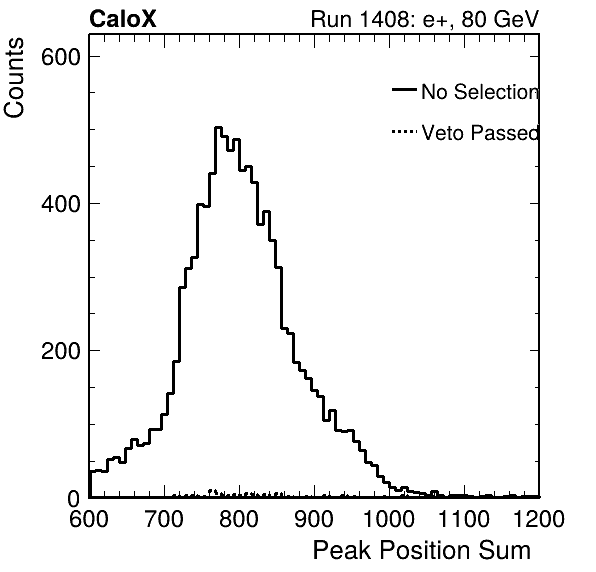 CaloX Run 1408: e+, 80 GeV
Counts
600
No Selection
Veto Passed
400
200
0
600 700 800 900 1000 1100 1200
Peak Position Sum